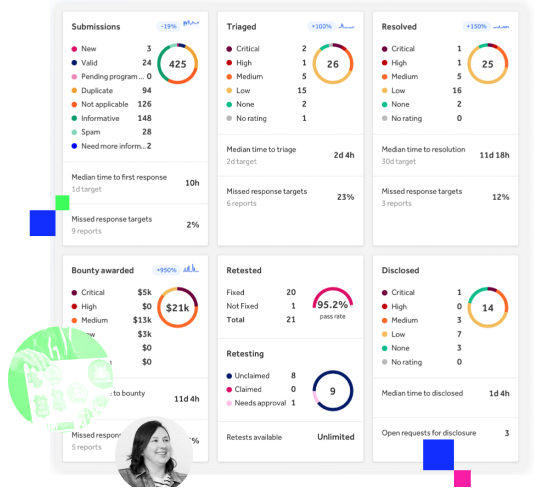 Submissions -19%
New 3
Valid 24
Pending program ... 0
Duplicate 94
Not applicable 126
Informative 148
Spam 28
Need more inform... 2
425
Median time to first response
1d target
10h
Missed response targets
9 reports
2%
Triaged +100%
Critical 2
High 1
Medium 5
Low 15
None 2
No rating 1
26
Median time to triage
2d target
2d 4h
Missed response targets
6 reports
23%
Resolved +150%
Critical 1
High 1
Medium 5
Low 16
None 2
No rating 0
25
Median time to resolution
30d target
11d 18h
Missed response targets
3 reports
12%
Bounty awarded +950%
Critical $5k
High $0
Medium $13k
$3k
$0
$0
$21k
to bounty
11d 4h
Missed
5 reports
%
Retested
Fixed 20
Not Fixed 1
Total 21
95.2%
pass rate
Retesting
Unclaimed 8
Claimed 0
Needs approval 1
9
Retests available Unlimited
Disclosed
Critical 1
High 0
Medium 3
Low 7
None 3
No rating 0
14
Median time to disclosed 1d 4h
Open requests for disclosure 3